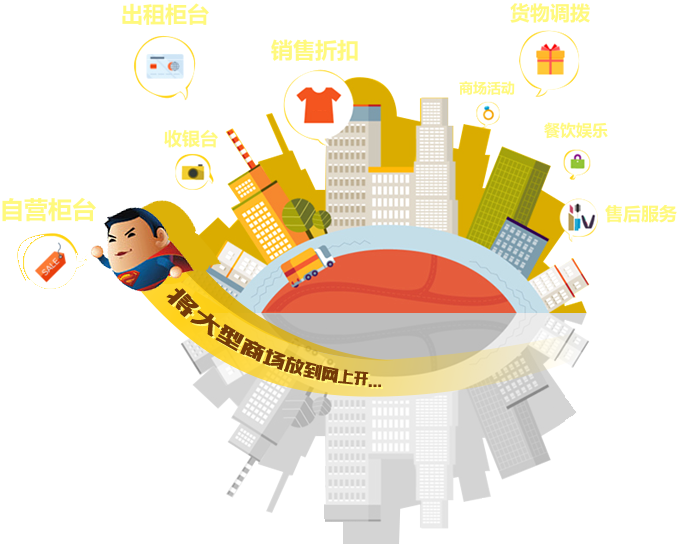 出租柜台
货物调拨
销售折扣
商场活动
收银台
餐饮娱乐
自营柜台
售后服务
SALE
将大型商场放到网上开...